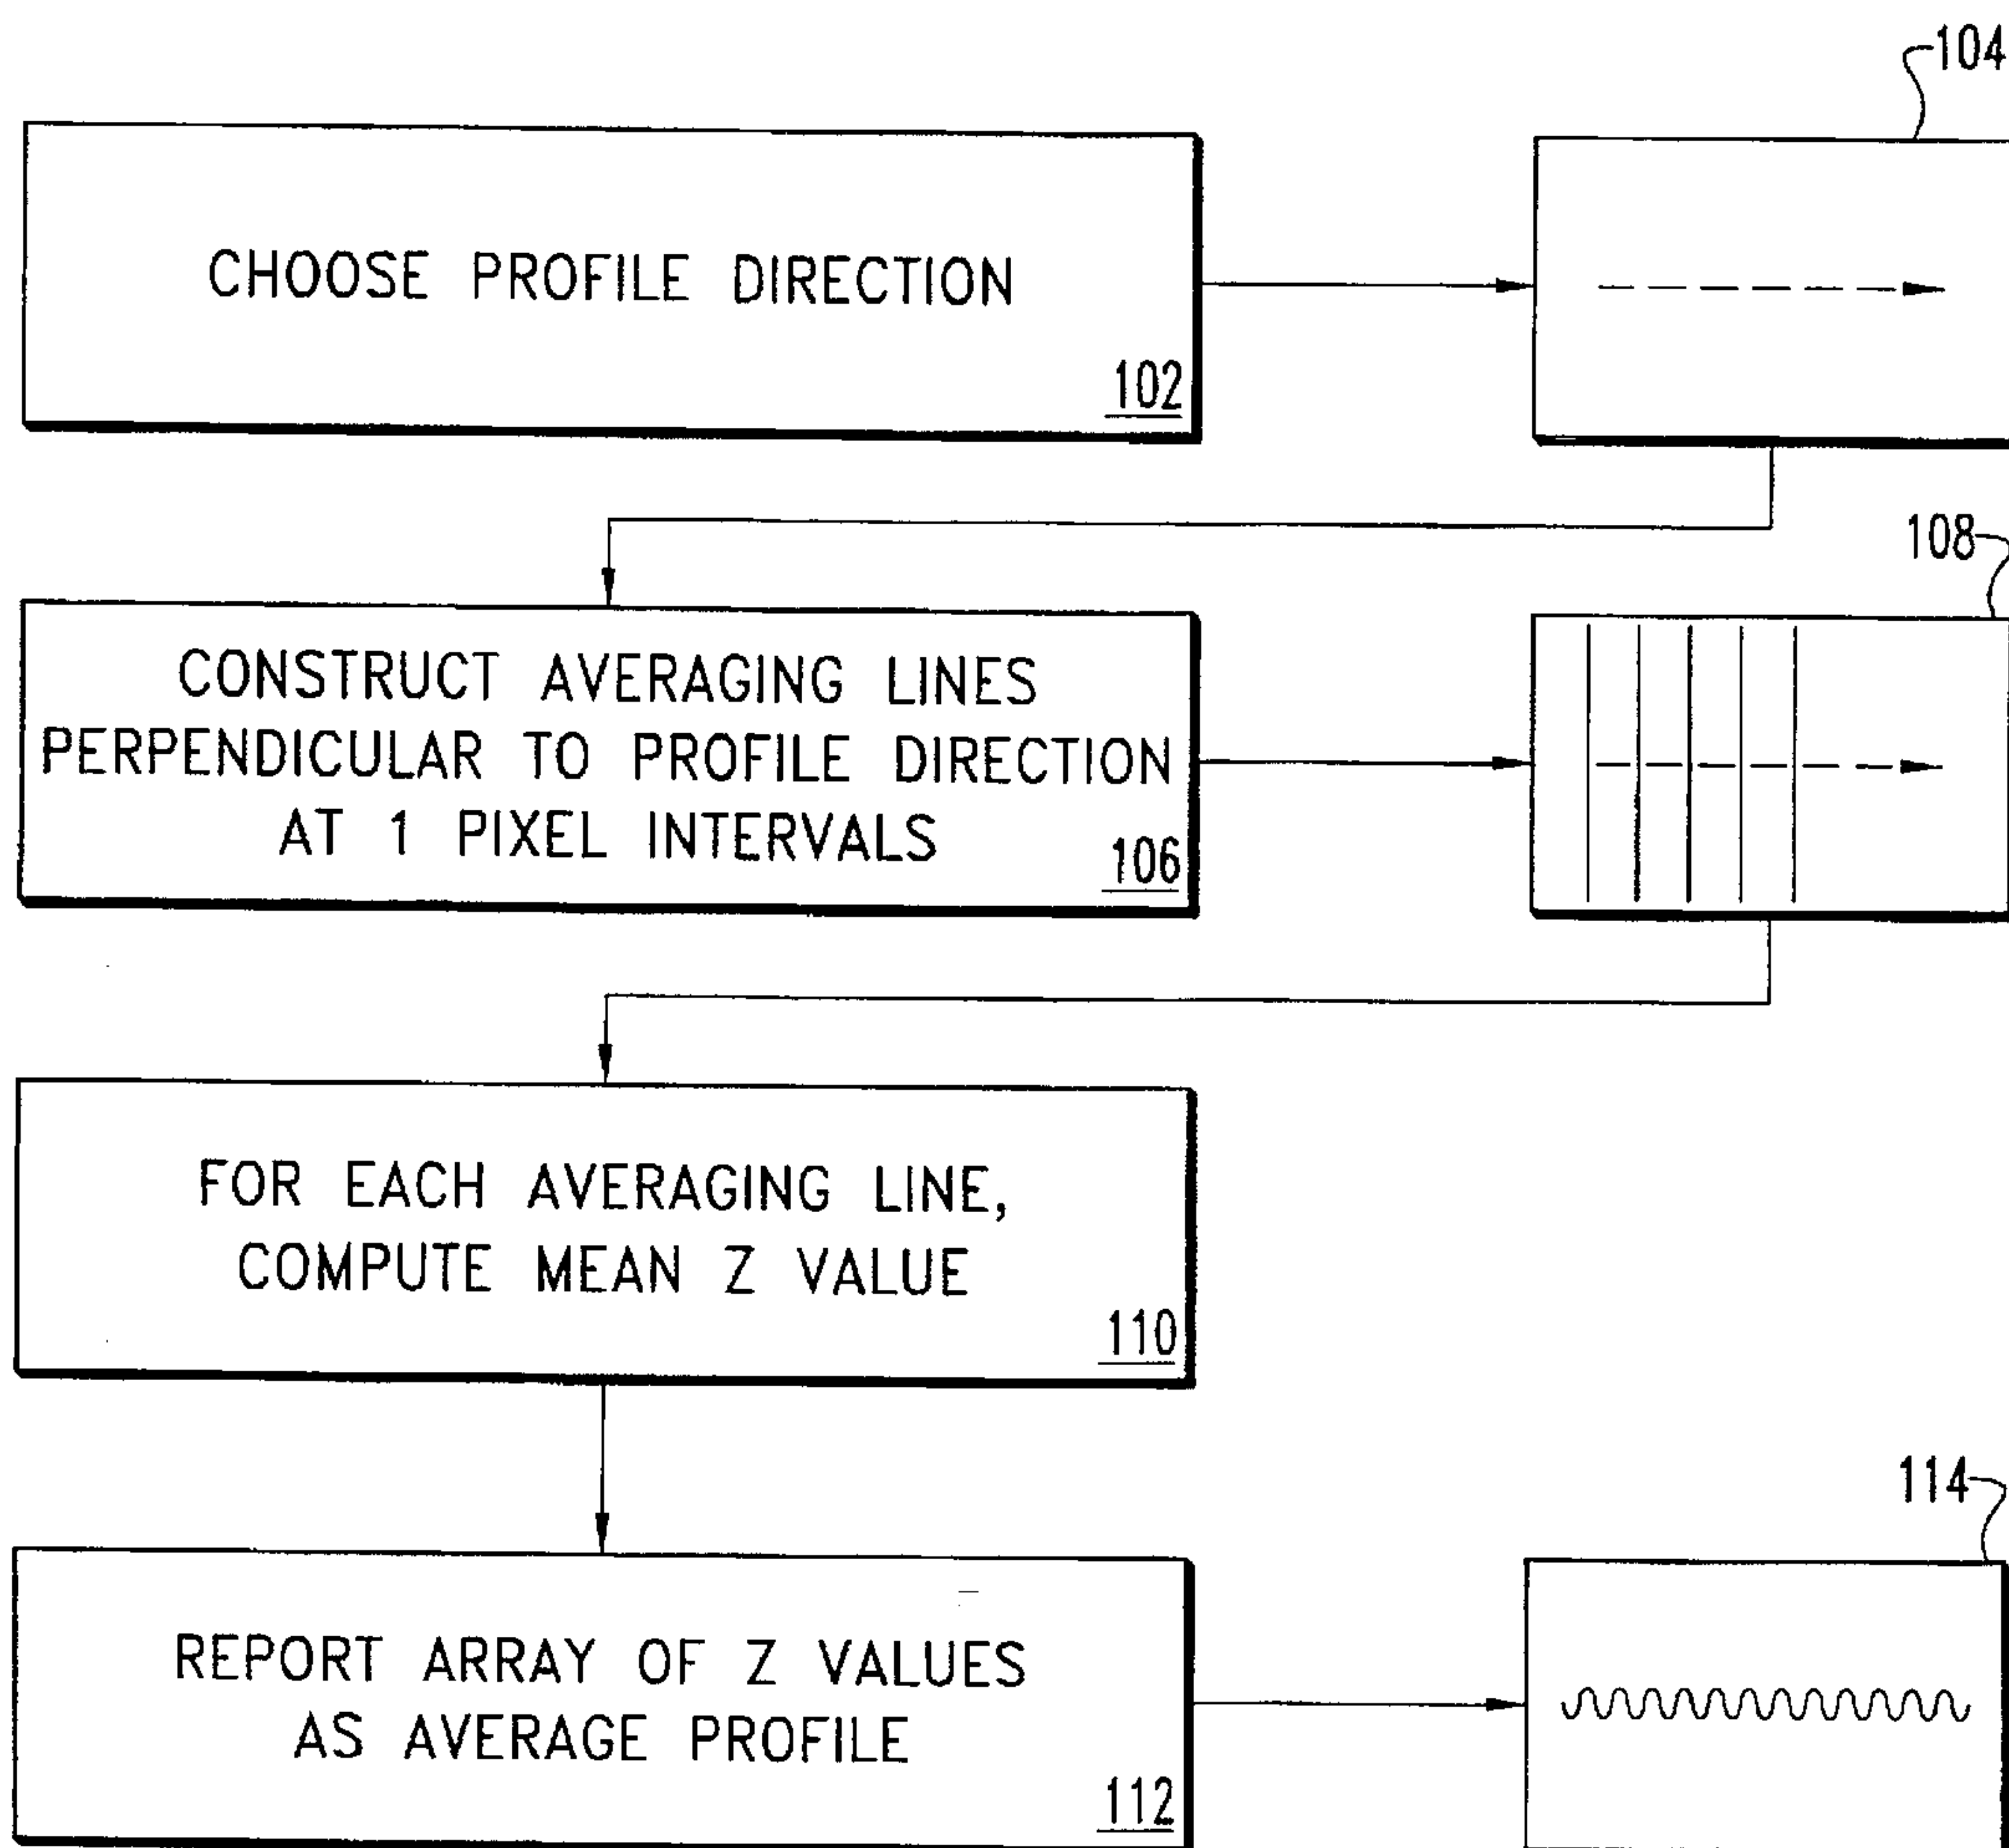 104
CHOOSE PROFILE DIRECTION
102
108
CONSTRUCT AVERAGING LINES
PERPENDICULAR TO PROFILE DIRECTION
AT 1 PIXEL INTERVALS
106
FOR EACH AVERAGING LINE,
COMPUTE MEAN Z VALUE
110
114
REPORT ARRAY OF Z VALUES
AS AVERAGE PROFILE
112